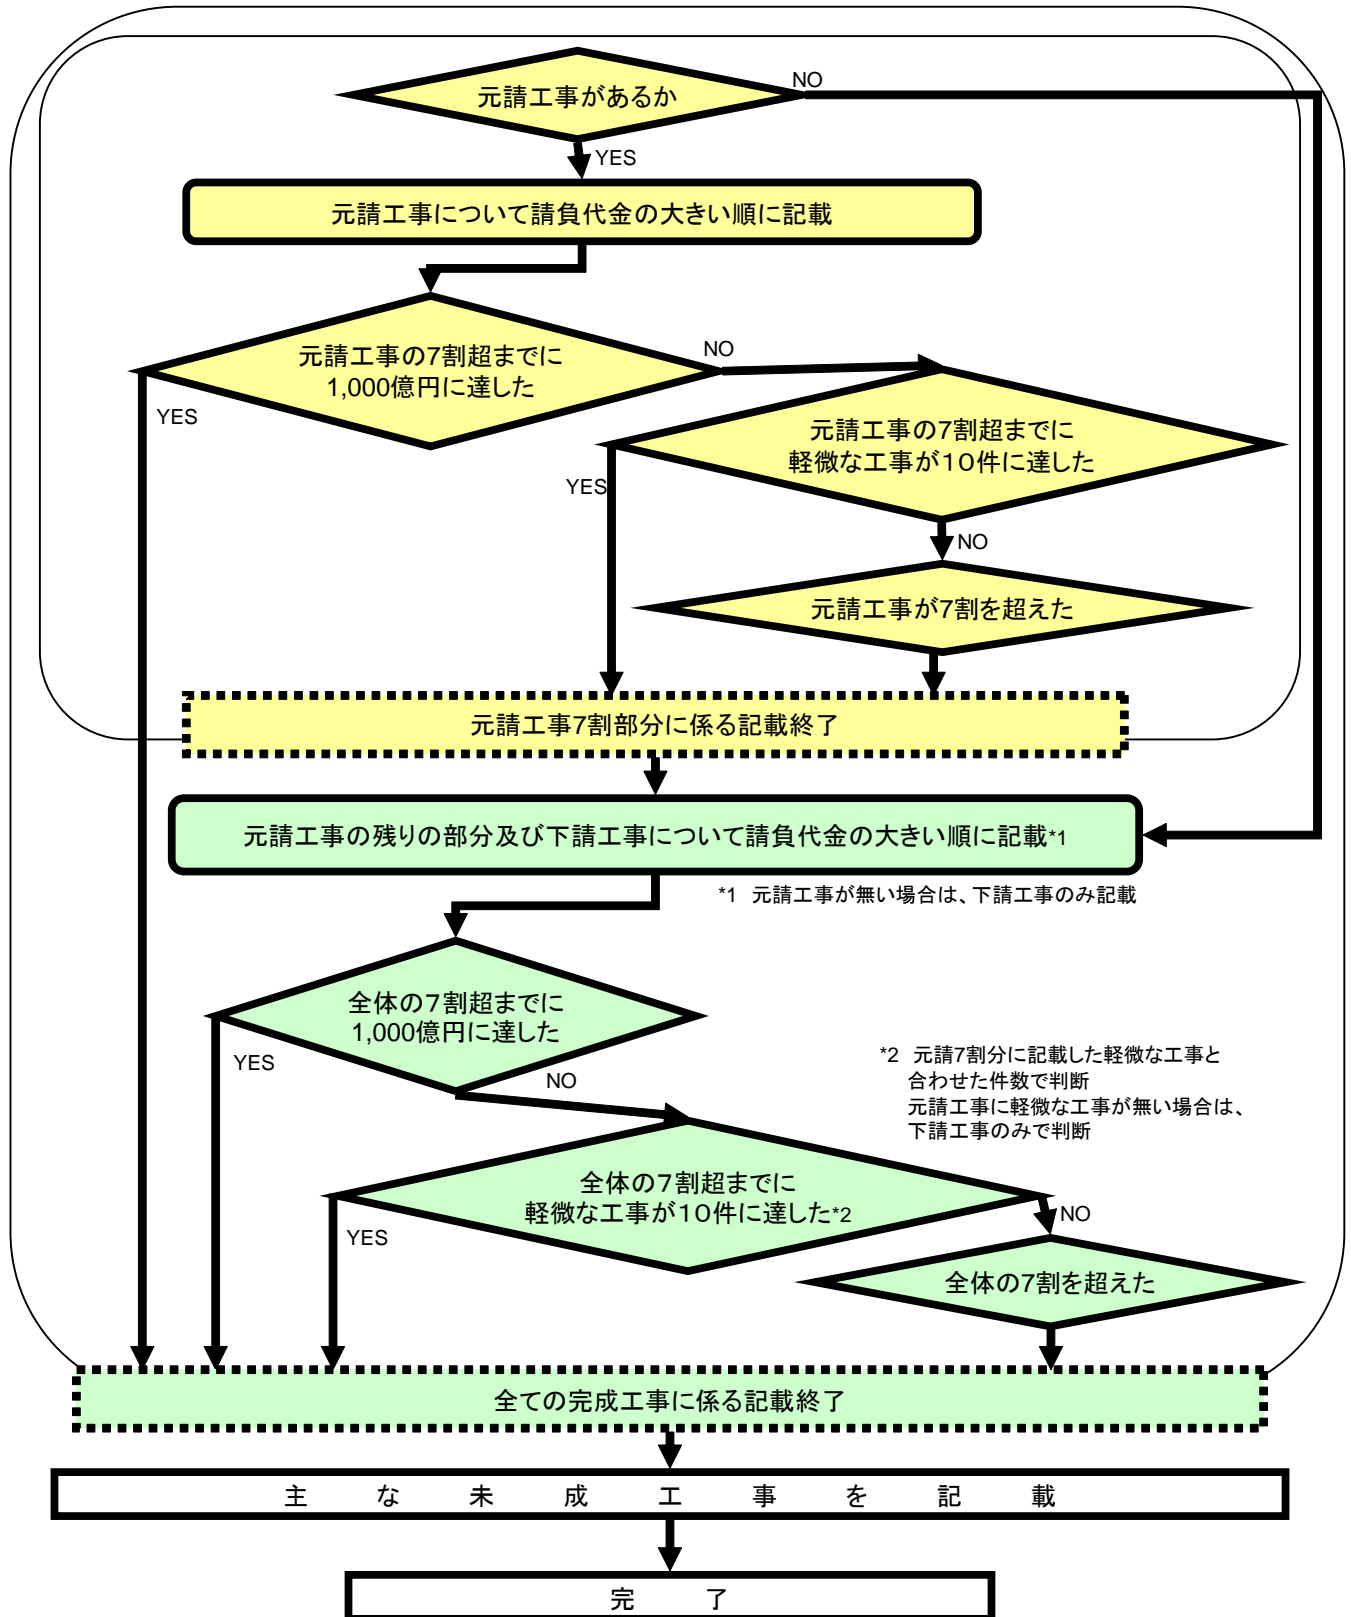 元請工事があるか
NO
YES
元請工事について請負代金の大きい順に記載
元請工事の7割超までに
1,000億円に達した
NO
YES
元請工事の7割超までに
軽微な工事が10件に達した
YES
NO
元請工事が7割を超えた
元請工事7割部分に係る記載終了
元請工事の残りの部分及び下請工事について請負代金の大きい順に記載*1
*1 元請工事が無い場合は、下請工事のみ記載
全体の7割超までに
1,000億円に達した
YES
NO
*2 元請7割分に記載した軽微な工事と
合わせた件数で判断
元請工事に軽微な工事が無い場合は、
下請工事のみで判断
全体の7割超までに
軽微な工事が10件に達した*2
YES
NO
全体の7割を超えた
全ての完成工事に係る記載終了
主な未成工事を記載
完了